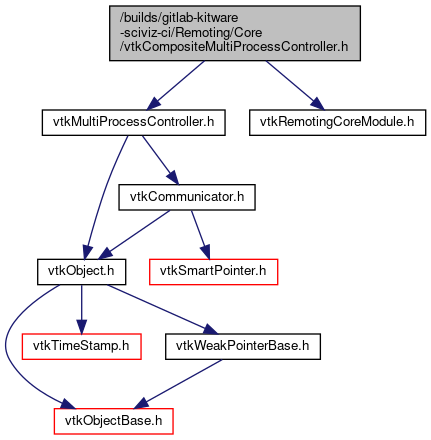 /builds/gitlab-kitware
-sciviz-ci/Remoting/Core
/vtkCompositeMultiProcessController.h
vtkMultiProcessController.h
vtkRemotingCoreModule.h
vtkCommunicator.h
vtkObject.h
vtkSmartPointer.h
vtkTimeStamp.h
vtkWeakPointerBase.h
vtkObjectBase.h